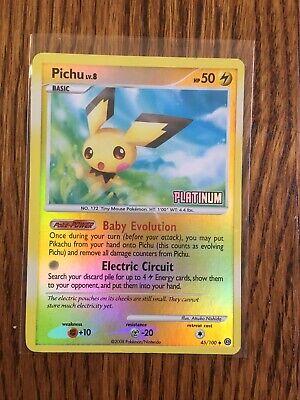 Pichu LV.8
HP 50
BASIC
PLATINUM
NO. 172 Tiny Mouse Pokémon HT: 1'00" WT: 4.4 lbs.
Poké-POWER Baby Evolution
Once during your turn (before your attack), you may put
Pikachu from your hand onto Pichu (this counts as evolving
Pichu) and remove all damage counters from Pichu.
Electric Circuit
Search your discard pile for up to 4 Energy cards, show them
to your opponent, and put them into your hand.
The electric pouches on its cheeks are still small. They cannot
store much electricity yet.
Illus. Atsuko Nishida
weakness
resistance
retreat cost
+10
-20
©2008 Pokémon/Nintendo
45/100